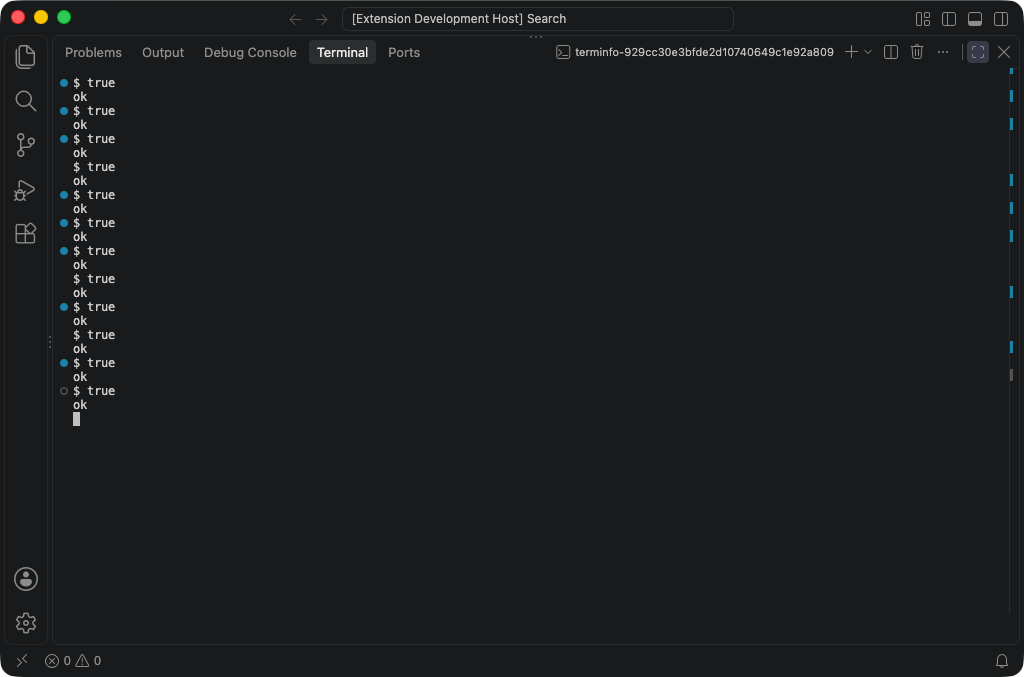 [Extension Development Host] Search
Problems Output Debug Console Terminal Ports terminfo-929cc30e3bfde2d10740649c1e92a809
$ true
ok
$ true
ok
$ true
ok
$ true
ok
$ true
ok
$ true
ok
$ true
ok
$ true
ok
$ true
ok
$ true
ok
$ true
ok
$ true
ok
0 0